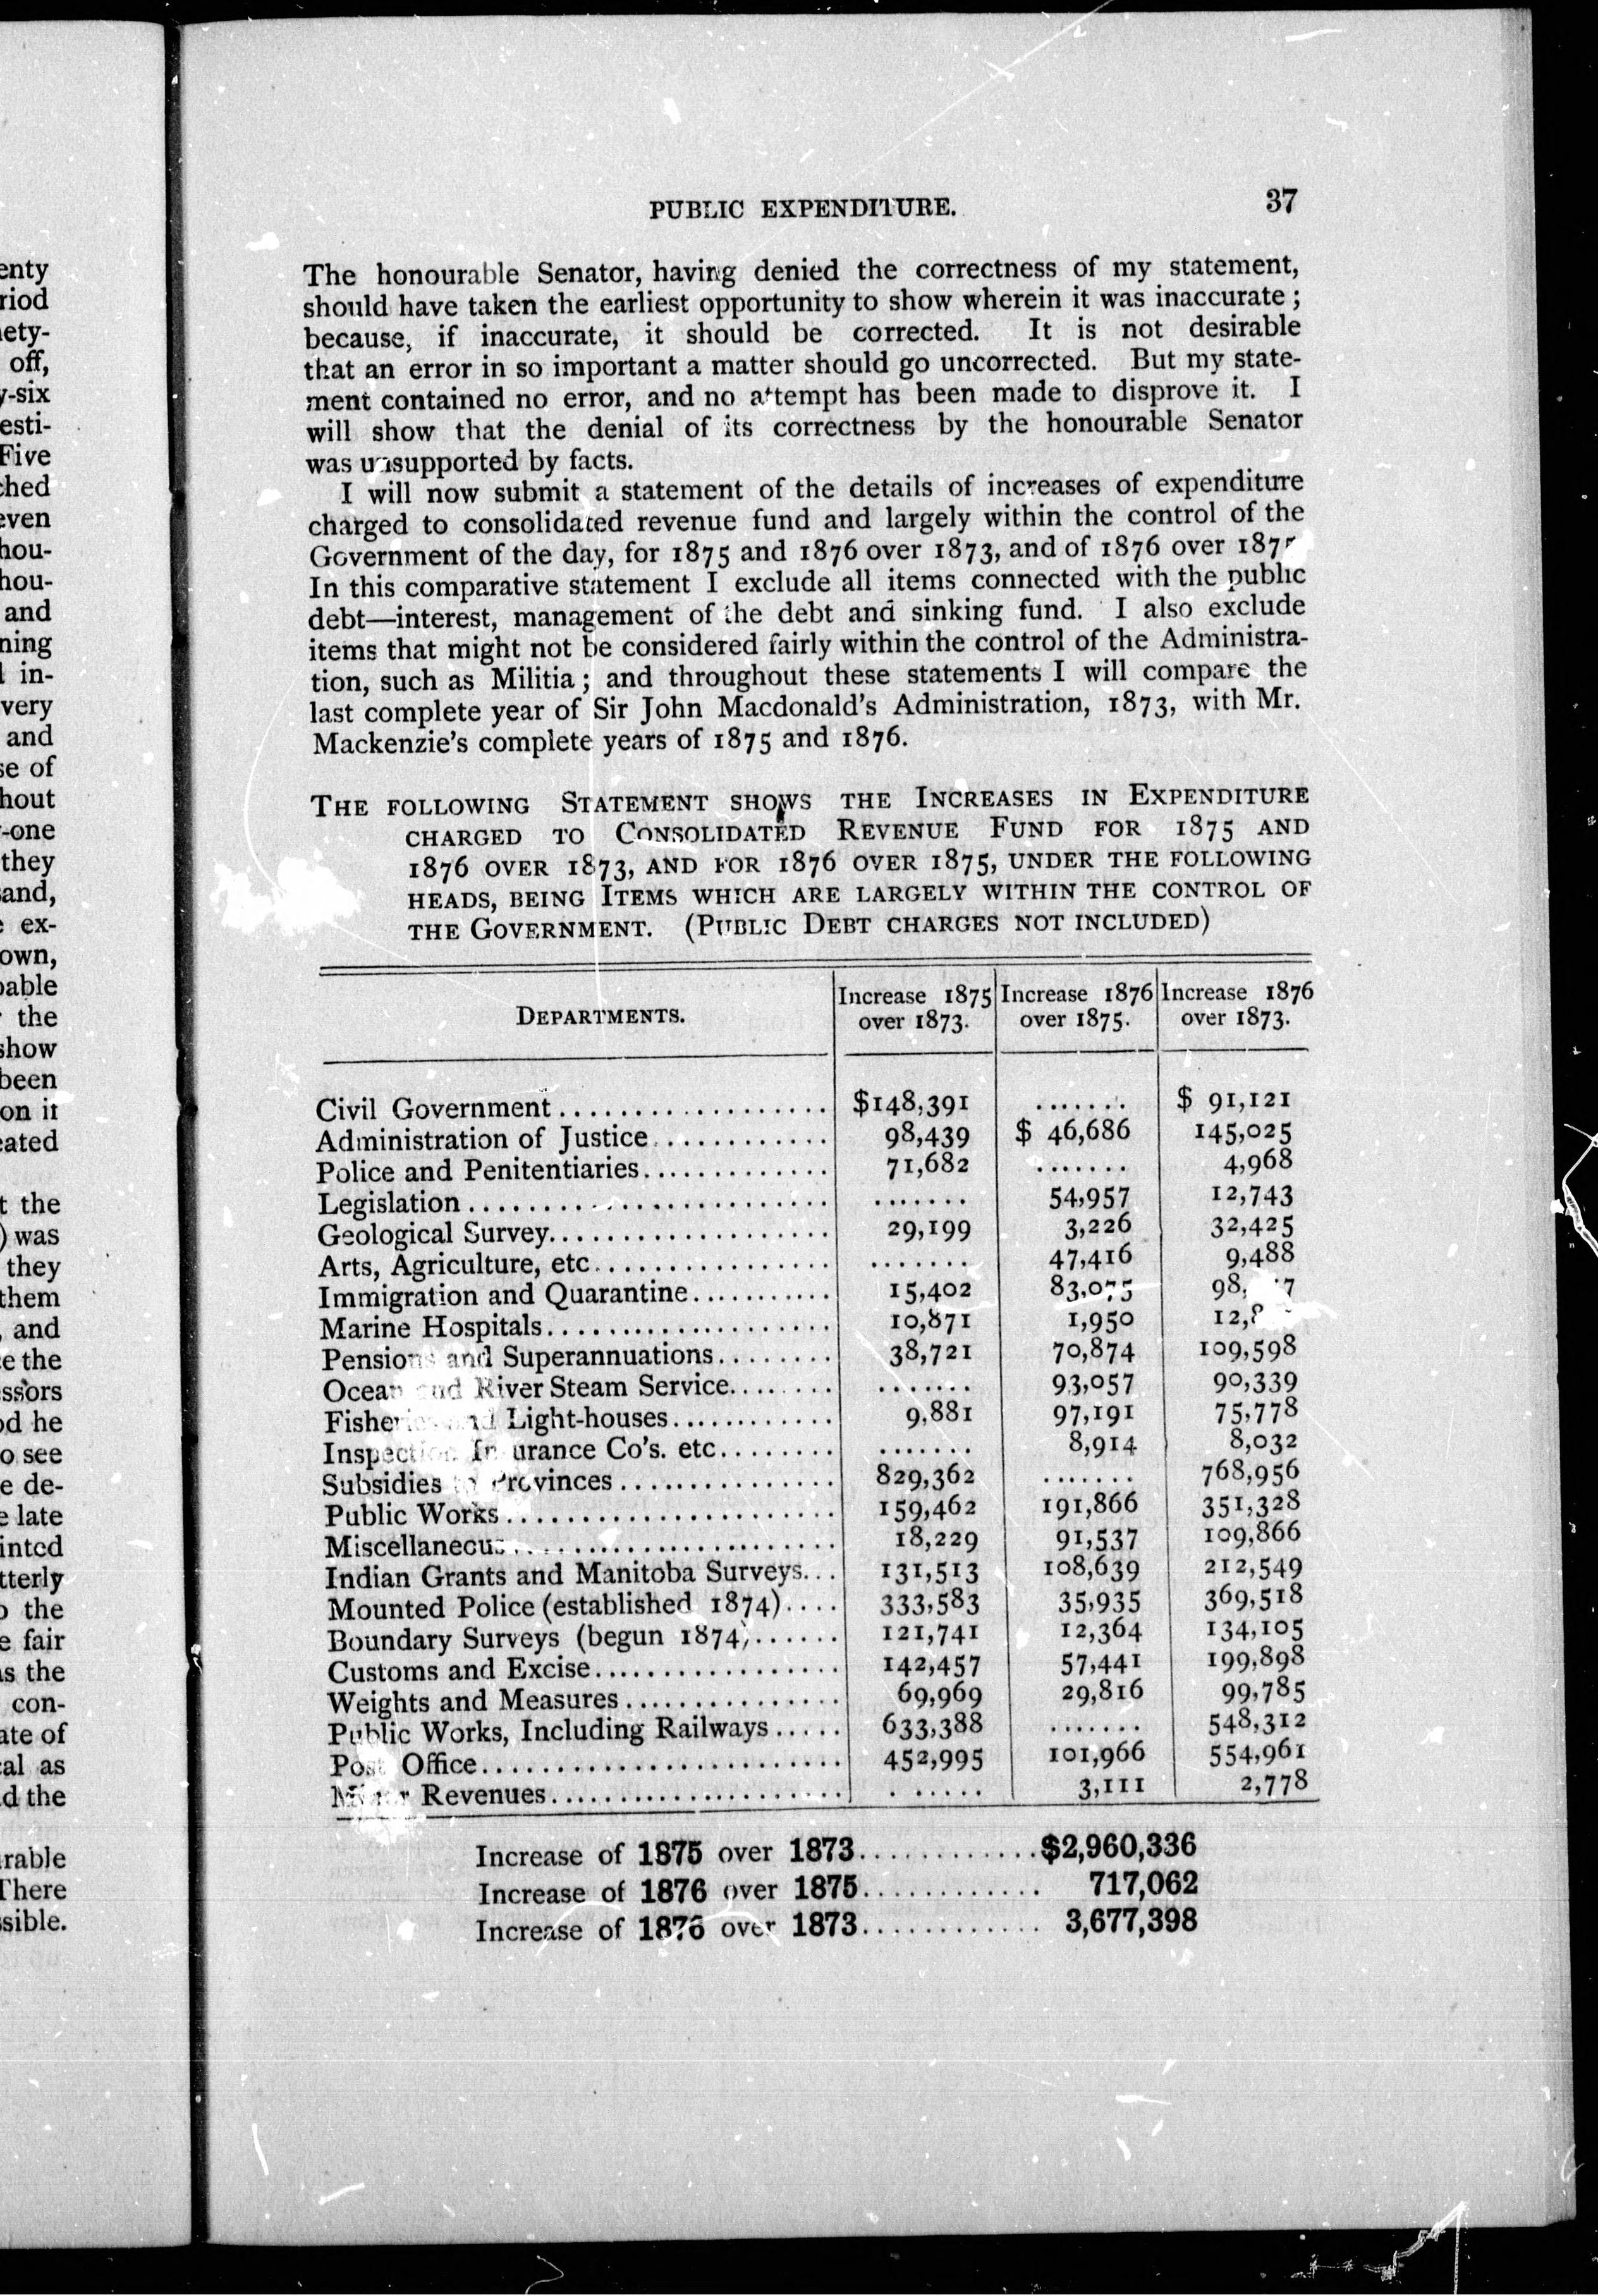 PUBLIC EXPENDITURE. 37
The honourable Senator, having denied the correctness of my statement,
should have taken the earliest opportunity to show wherein it was inaccurate ;
because, if inaccurate, it should be corrected. It is not desirable
that an error in so important a matter should go uncorrected. But my state-
ment contained no error, and no attempt has been made to disprove it. I
will show that the denial of its correctness by the honourable Senator
was unsupported by facts.
I will now submit a statement of the details of increases of expenditure
charged to consolidated revenue fund and largely within the control of the
Government of the day, for 1875 and 1876 over 1873, and of 1876 over
In this comparative statement I exclude all items connected with the public
debt—interest, management of the debt and sinking fund. I also exclude
items that might not be considered fairly within the control of the Administra-
tion, such as Militia ; and throughout these statements I will compare the
last complete year of Sir John Macdonald's Administration, 1873, with Mr.
Mackenzie's complete years of 1875 and 1876.
THE FOLLOWING STATEMENT SHOWS THE INCREASES IN EXPENDITURE
CHARGED TO CONSOLIDATED REVENUE FUND FOR 1875 AND
1876 OVER 1873, AND FOR 1876 OVER 1875, UNDER THE FOLLOWING
HEADS, BEING ITEMS WHICH ARE LARGELY WITHIN THE CONTROL OF
THE GOVERNMENT. (PUBLIC DEBT CHARGES NOT INCLUDED)
DEPARTMENTS. Increase 1875 over 1873. Increase 1876 over 1875. Increase 1876 over 1873.
Civil Government.................. $148,391 ....... $ 91,121
Administration of Justice............ 98,439 $ 46,686 145,025
Police and Penitentiaries............ 71,682 ....... 4,968
Legislation........................ ....... 54,957 12,743
Geological Survey................... 29,199 3,226 32,425
Arts, Agriculture, etc................ ....... 47,416 9,488
Immigration and Quarantine........... 15,402 83,075
Marine Hospitals................... 10,871 1,950
Pensions and Superannuations........ 38,721 70,874 109,598
Ocean and River Steam Service....... ....... 93,057 90,339
Fisheries and Light-houses............ 9,881 97,191 75,778
Inspection Insurance Co's. etc........ ....... 8,914 8,032
Subsidies to Provinces............... 829,362 ....... 768,956
Public Works...................... 159,462 191,866 351,328
Miscellaneous..................... 18,229 91,537 109,866
Indian Grants and Manitoba Surveys... 131,513 108,639 212,549
Mounted Police (established 1874).... 333,583 35,935 369,518
Boundary Surveys (begun 1874)...... 121,741 12,364 134,105
Customs and Excise................. 142,457 57,441 199,898
Weights and Measures............... 69,969 29,816 99,785
Public Works, Including Railways..... 633,388 ....... 548,312
Post Office........................ 452,995 101,966 554,961
Minor Revenues.................... ...... 3,111 2,778
Increase of 1875 over 1873............$2,960,336
Increase of 1876 over 1875............ 717,062
Increase of 1876 over 1873............ 3,677,398